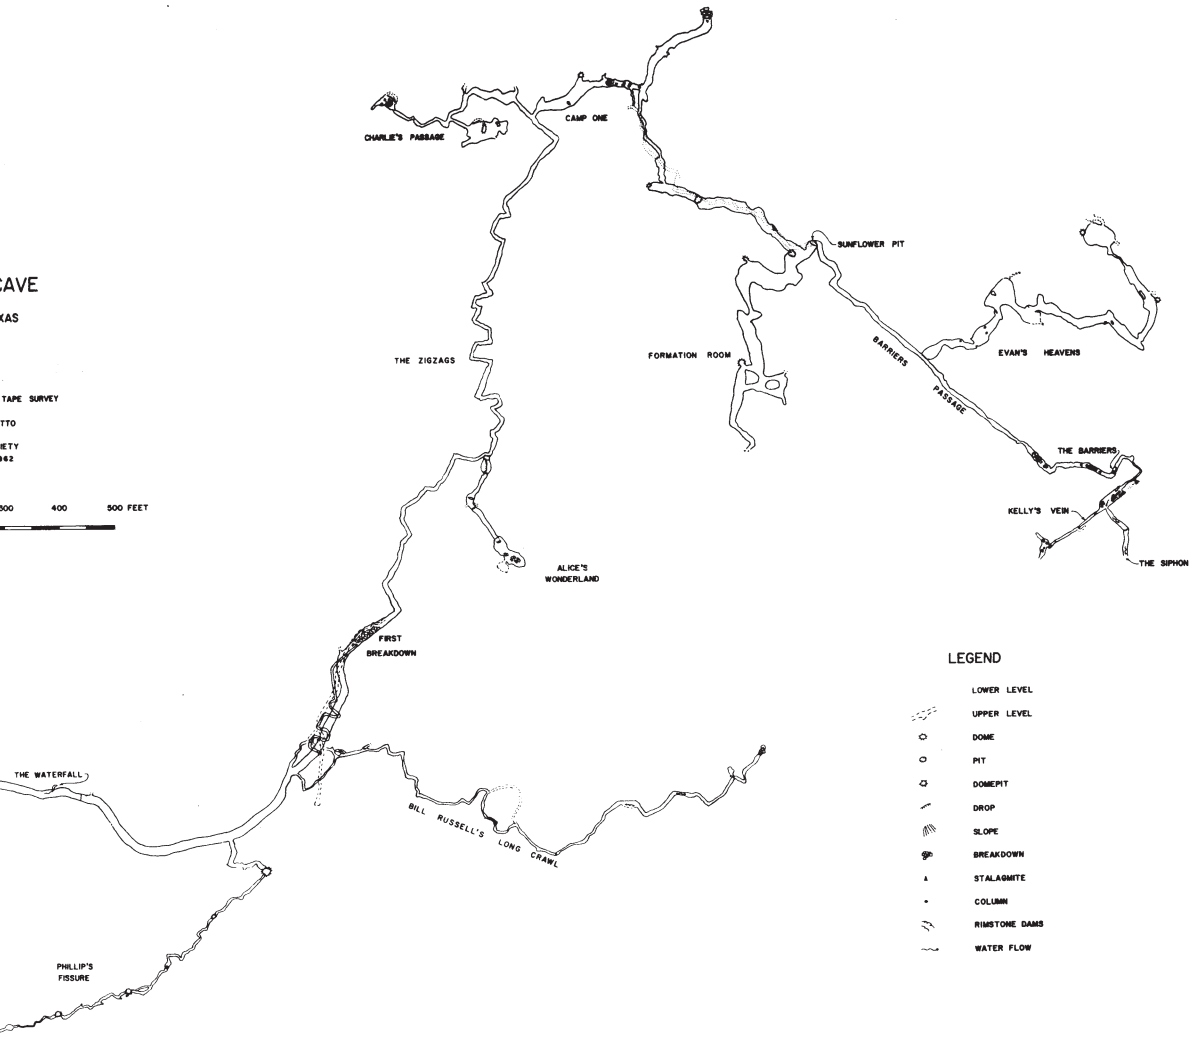 CHARLIE'S PASSAGE
CAMP ONE
SUNFLOWER PIT
CAVE
XAS
THE ZIGZAGS
FORMATION ROOM
BARRIERS
PASSAGE
EVAN'S HEAVENS
TAPE SURVEY
TTO
IETY
962
THE BARRIERS
300 400 500 FEET
KELLY'S VEIN
THE SIPHON
ALICE'S
WONDERLAND
FIRST
BREAKDOWN
THE WATERFALL
BILL RUSSELL'S LONG CRAWL
PHILLIP'S
FISSURE
LEGEND
LOWER LEVEL
UPPER LEVEL
DOME
PIT
DOMEPIT
DROP
SLOPE
BREAKDOWN
STALAGMITE
COLUMN
RIMSTONE DAMS
WATER FLOW